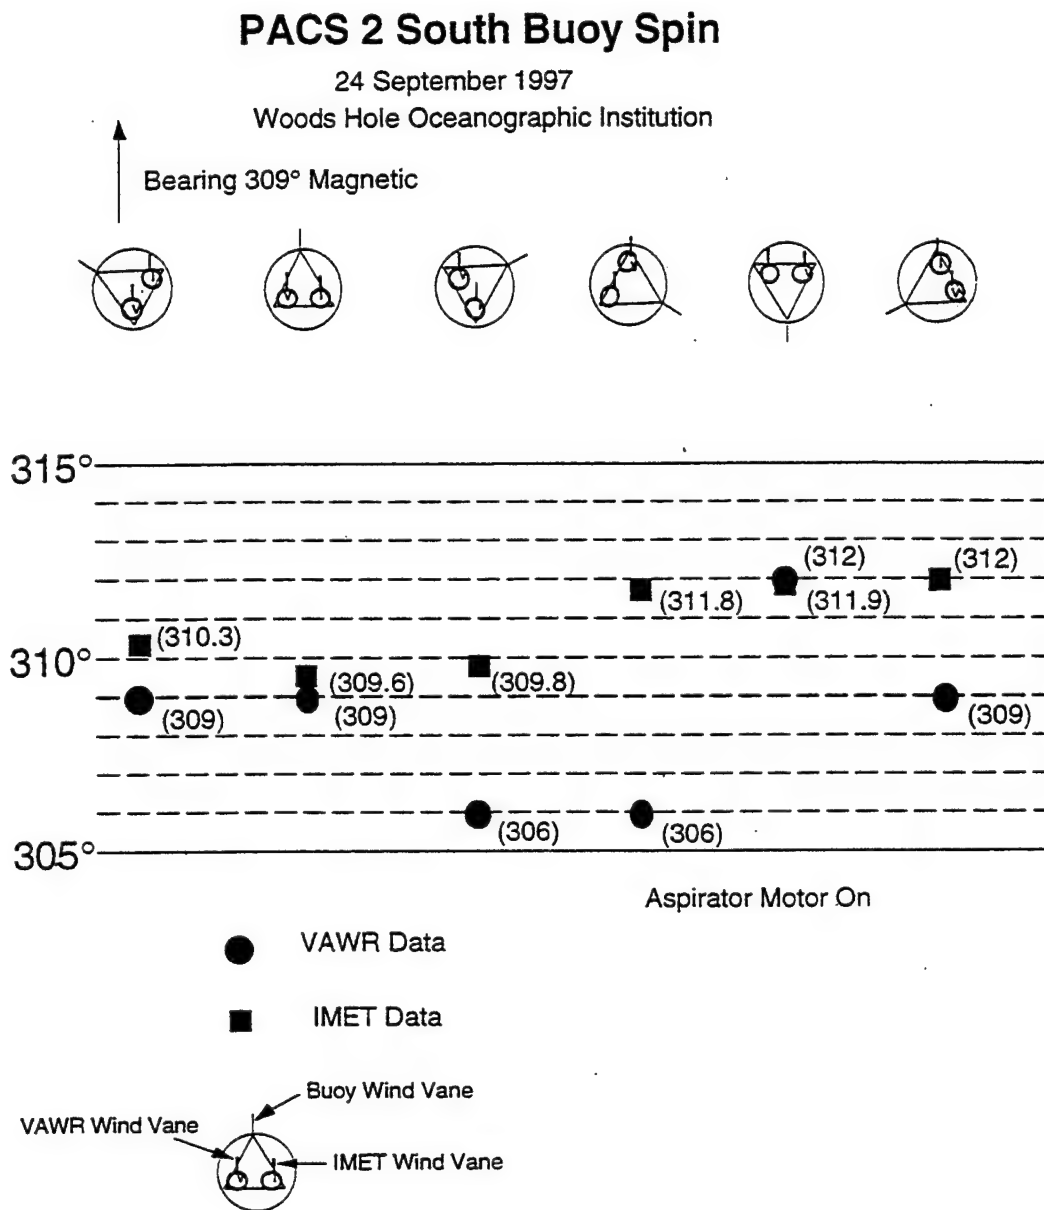 PACS 2 South Buoy Spin
24 September 1997
Woods Hole Oceanographic Institution
Bearing 309° Magnetic
315°
(312)
(312)
(311.8)
(311.9)
(310.3)
310°
(309.6)
(309.8)
(309)
(309)
(309)
(306)
(306)
305°
Aspirator Motor On
VAWR Data
IMET Data
Buoy Wind Vane
VAWR Wind Vane
IMET Wind Vane